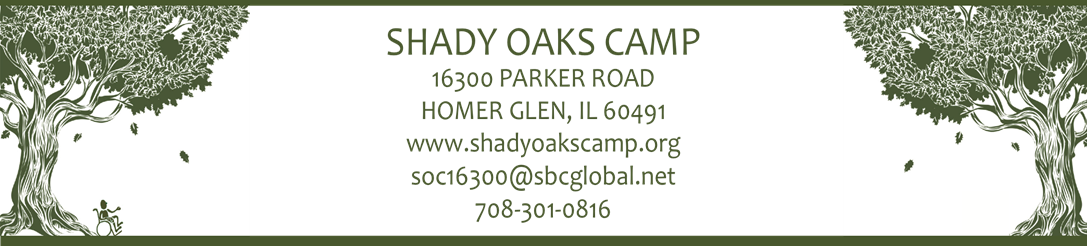 SHADY OAKS CAMP
16300 PARKER ROAD
HOMER GLEN, IL 60491
www.shadyoakscamp.org
soc16300@sbcglobal.net
708-301-0816